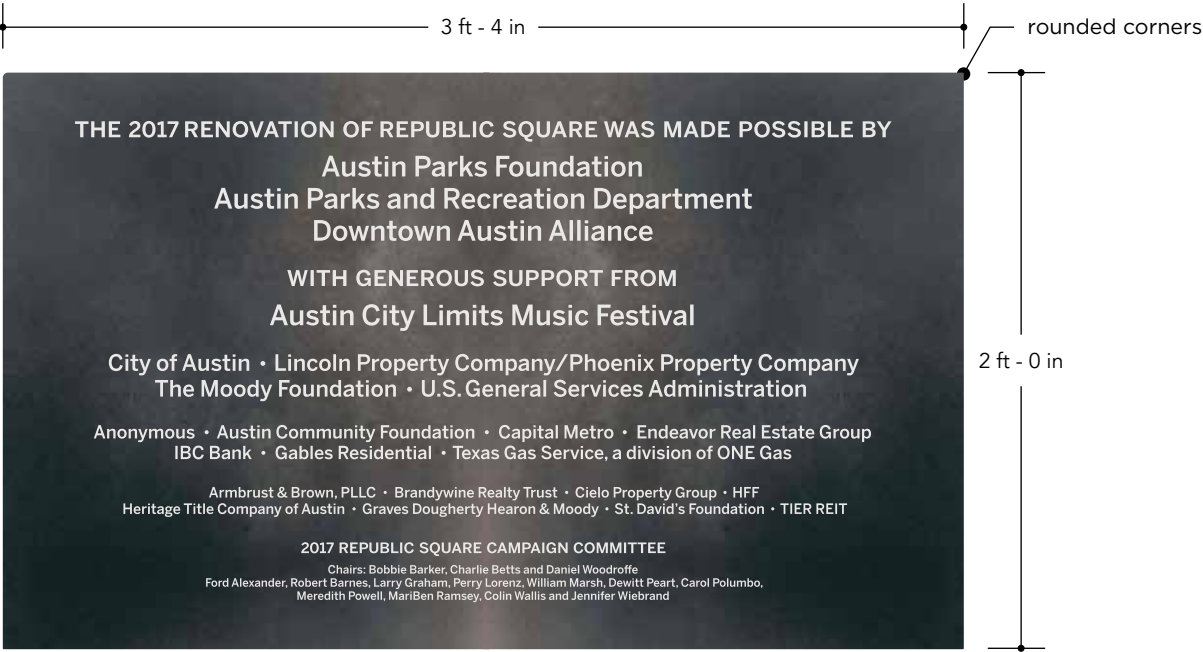 3 ft - 4 in
rounded corners
THE 2017 RENOVATION OF REPUBLIC SQUARE WAS MADE POSSIBLE BY
Austin Parks Foundation
Austin Parks and Recreation Department
Downtown Austin Alliance
WITH GENEROUS SUPPORT FROM
Austin City Limits Music Festival
2 ft - 0 in
City of Austin • Lincoln Property Company/Phoenix Property Company
The Moody Foundation • U.S. General Services Administration
Anonymous • Austin Community Foundation • Capital Metro • Endeavor Real Estate Group
IBC Bank • Gables Residential • Texas Gas Service, a division of ONE Gas
Armbrust & Brown, PLLC • Brandywine Realty Trust • Cielo Property Group • HFF
Heritage Title Company of Austin • Graves Dougherty Hearon & Moody • St. David's Foundation • TIER REIT
2017 REPUBLIC SQUARE CAMPAIGN COMMITTEE
Chairs: Bobbie Barker, Charlie Betts and Daniel Woodroffe
Ford Alexander, Robert Barnes, Larry Graham, Perry Lorenz, William Marsh, Dewitt Peart, Carol Polumbo,
Meredith Powell, MariBen Ramsey, Colin Wallis and Jennifer Wiebrand